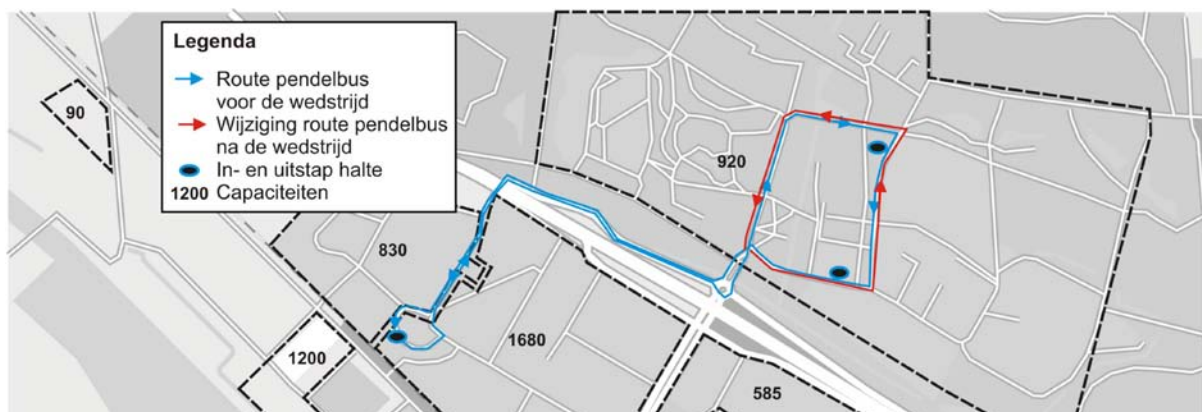 Legenda
Route pendelbus
voor de wedstrijd
Wijziging route pendelbus
na de wedstrijd
In- en uitstap halte
1200 Capaciteiten
90
920
830
1680
1200
585